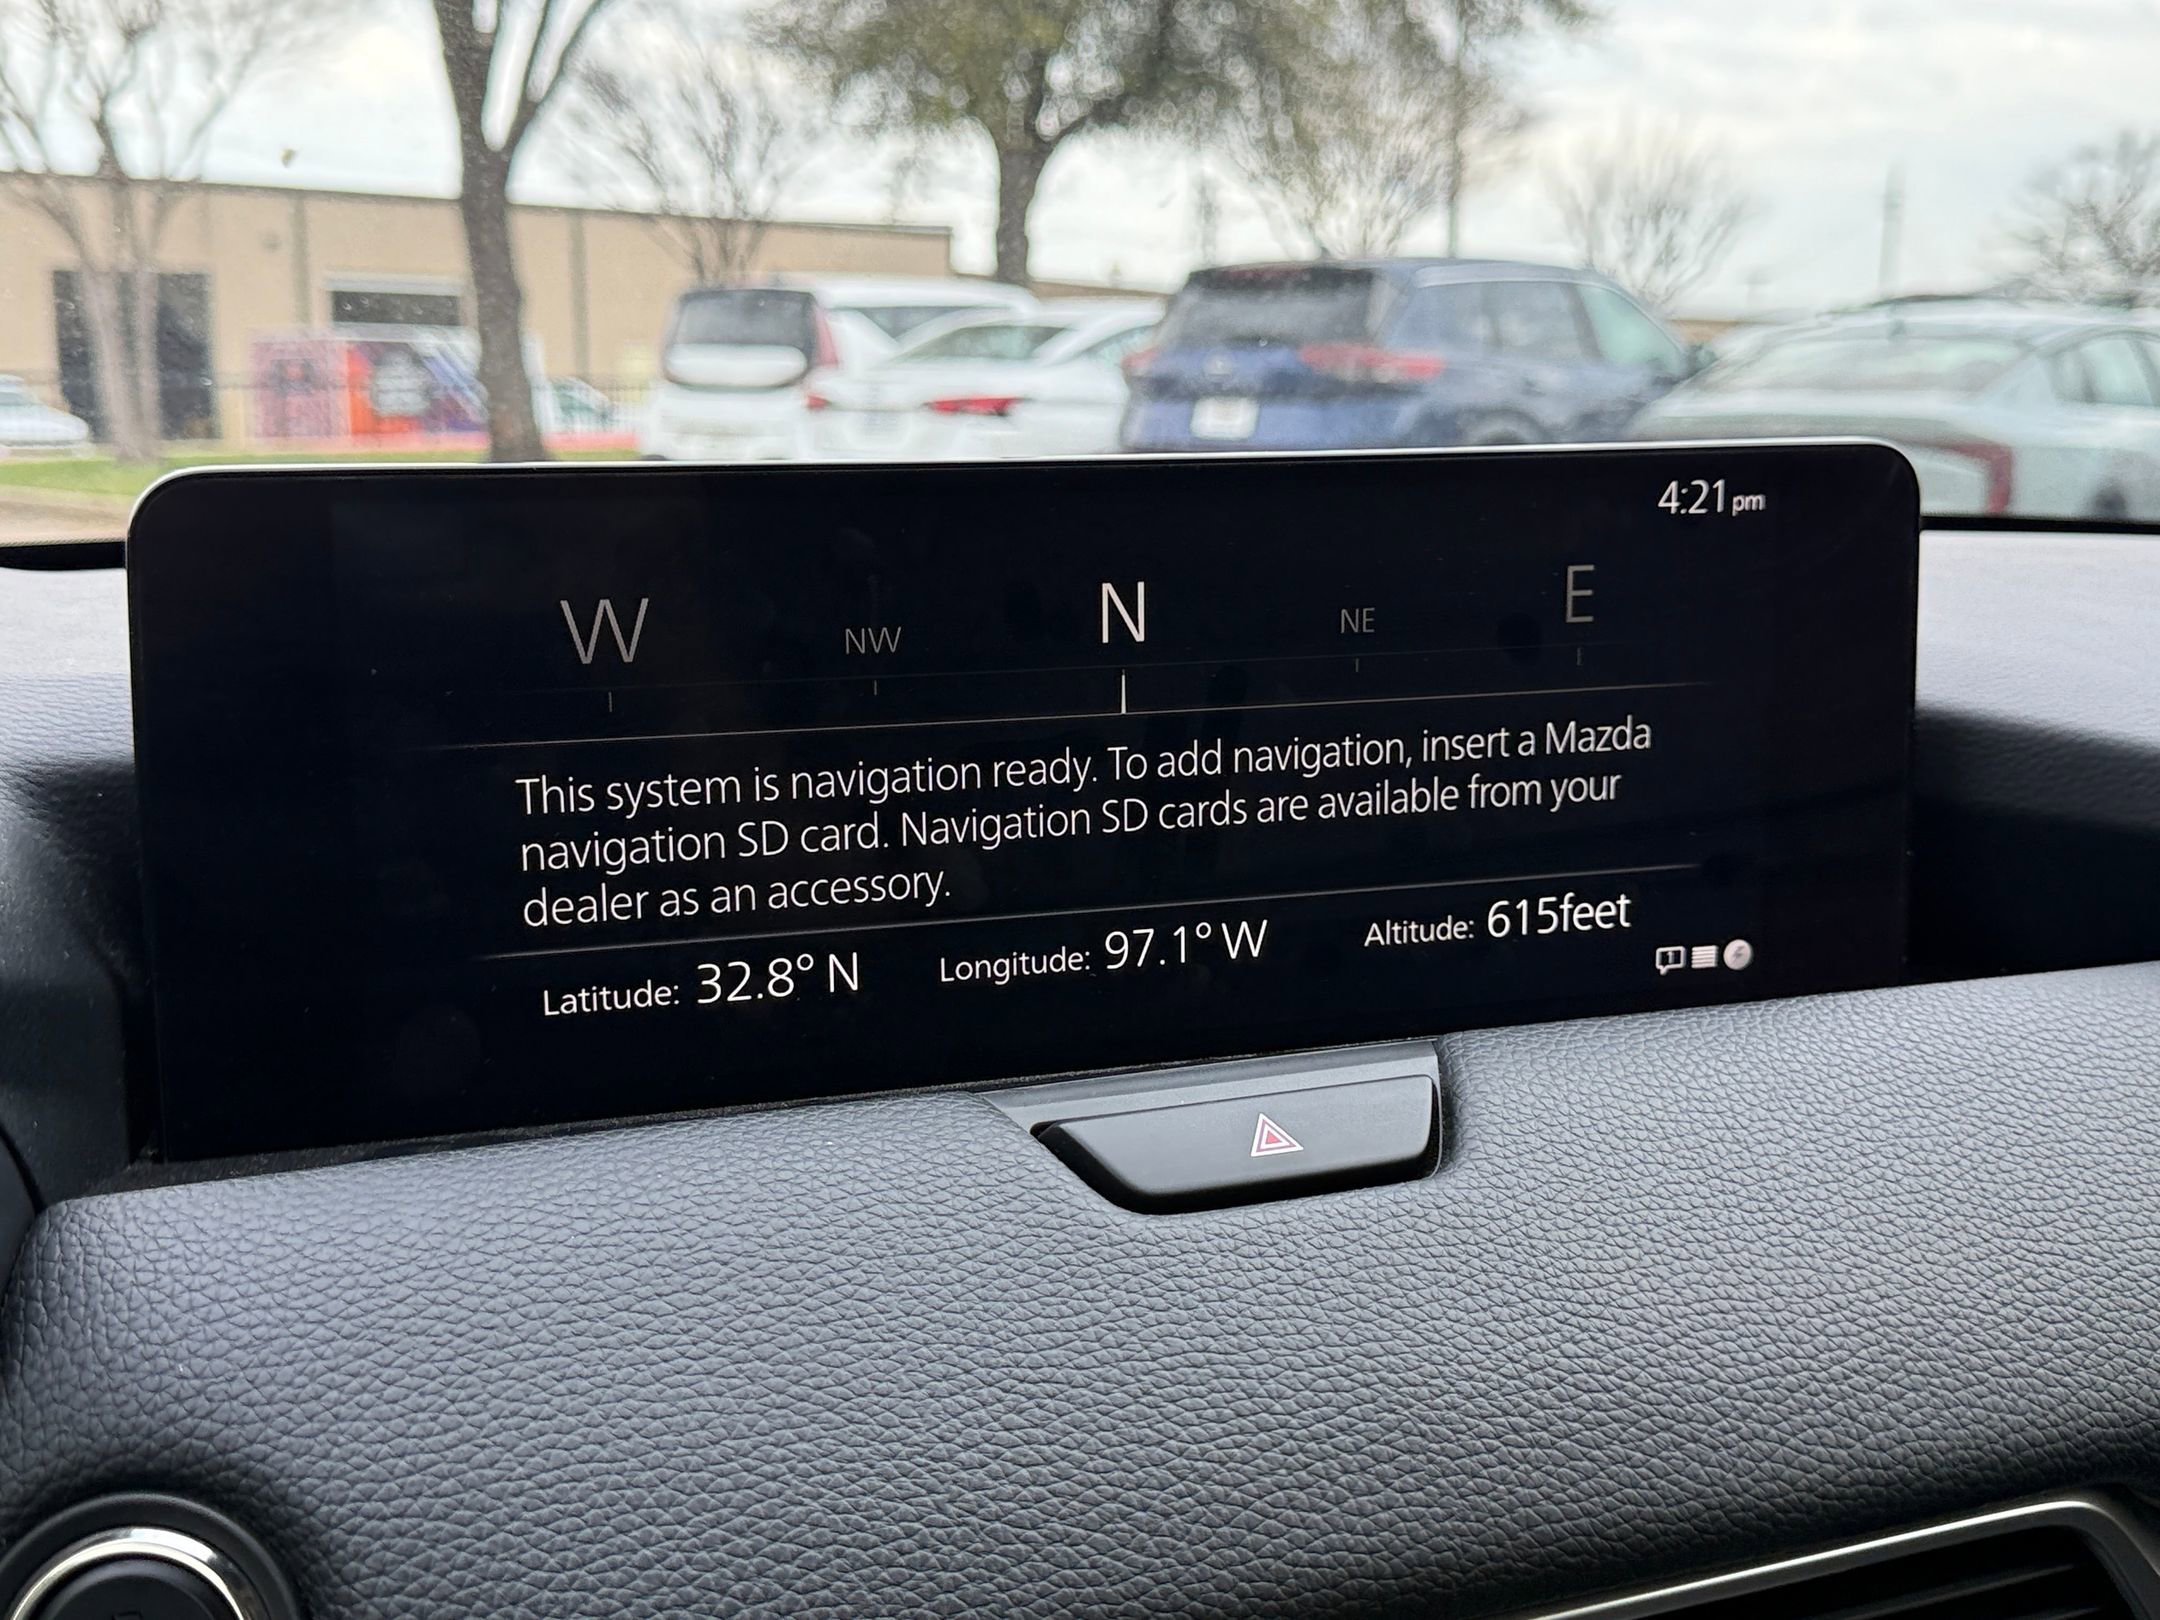 4:21 pm
W NW N NE E
This system is navigation ready. To add navigation, insert a Mazda
navigation SD card. Navigation SD cards are available from your
dealer as an accessory.
Latitude: 32.8° N Longitude: 97.1° W Altitude: 615feet